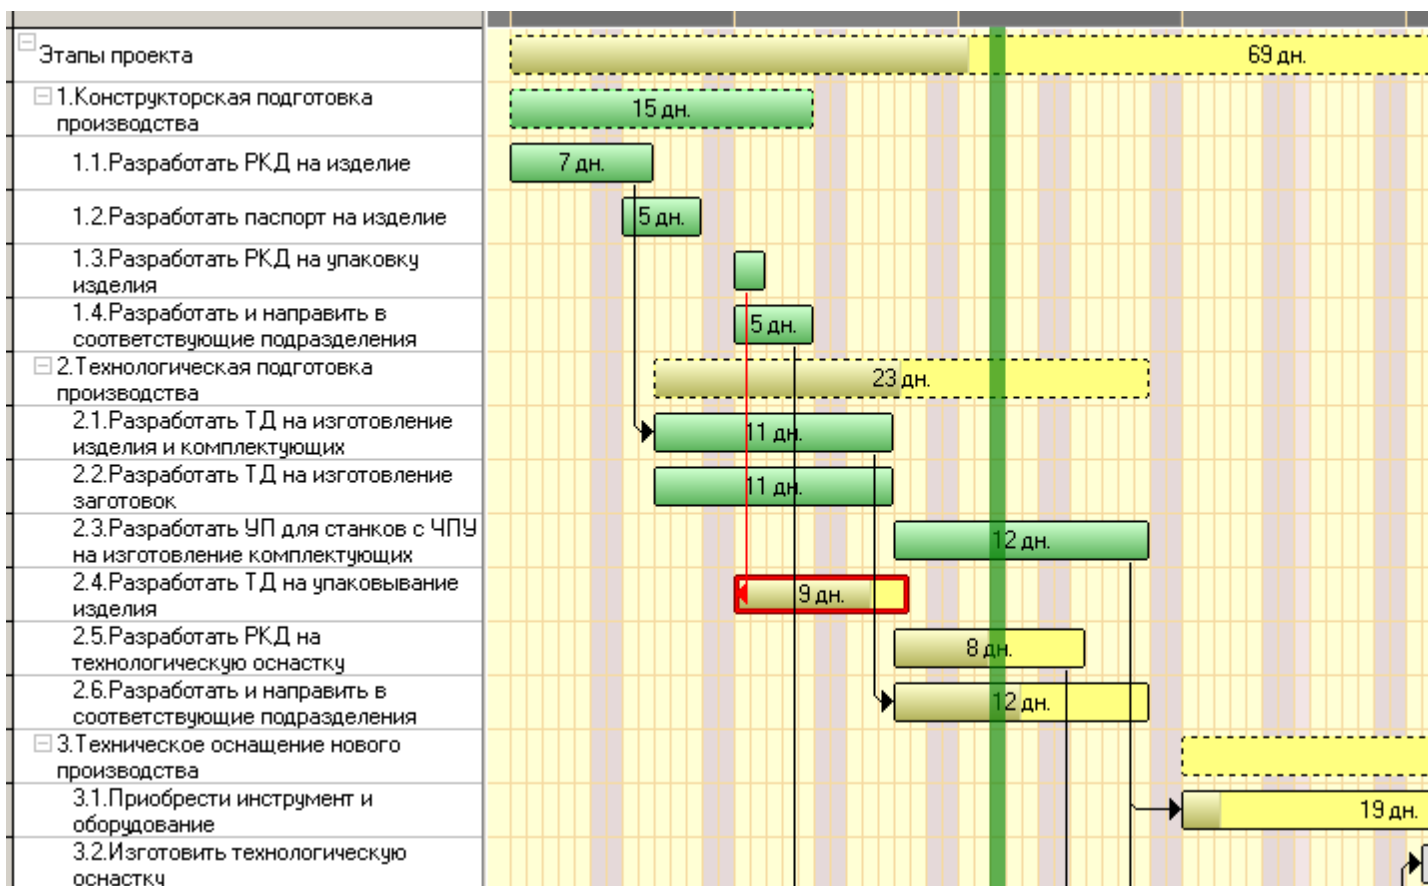 Этапы проекта
69 дн.
1.Конструкторская подготовка
производства
15 дн.
1.1.Разработать РКД на изделие
7 дн.
1.2.Разработать паспорт на изделие
5 дн.
1.3.Разработать РКД на упаковку
изделия
1.4.Разработать и направить в
соответствующие подразделения
5 дн.
2.Технологическая подготовка
производства
23 дн.
2.1.Разработать ТД на изготовление
изделия и комплектующих
11 дн.
2.2.Разработать ТД на изготовление
заготовок
11 дн.
2.3.Разработать УП для станков с ЧПУ
на изготовление комплектующих
12 дн.
2.4.Разработать ТД на упаковывание
изделия
9 дн.
2.5.Разработать РКД на
технологическую оснастку
8 дн.
2.6.Разработать и направить в
соответствующие подразделения
12 дн.
3.Техническое оснащение нового
производства
3.1.Приобрести инструмент и
оборудование
19 дн.
3.2.Изготовить технологическую
оснастку